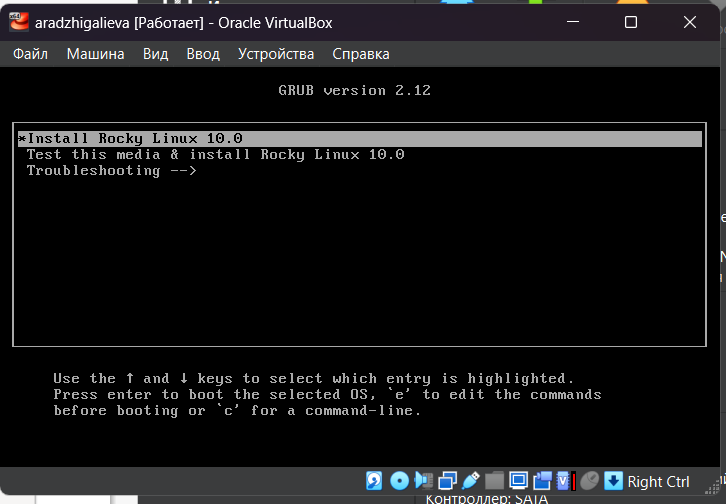 aradzhigalieva [Работает] - Oracle VirtualBox
Файл Машина Вид Ввод Устройства Справка
GRUB version 2.12
*Install Rocky Linux 10.0
Test this media & install Rocky Linux 10.0
Troubleshooting -->
Use the ↑ and ↓ keys to select which entry is highlighted.
Press enter to boot the selected OS, `e' to edit the commands
before booting or `c' for a command-line.
Right Ctrl
Контроллер: SATA